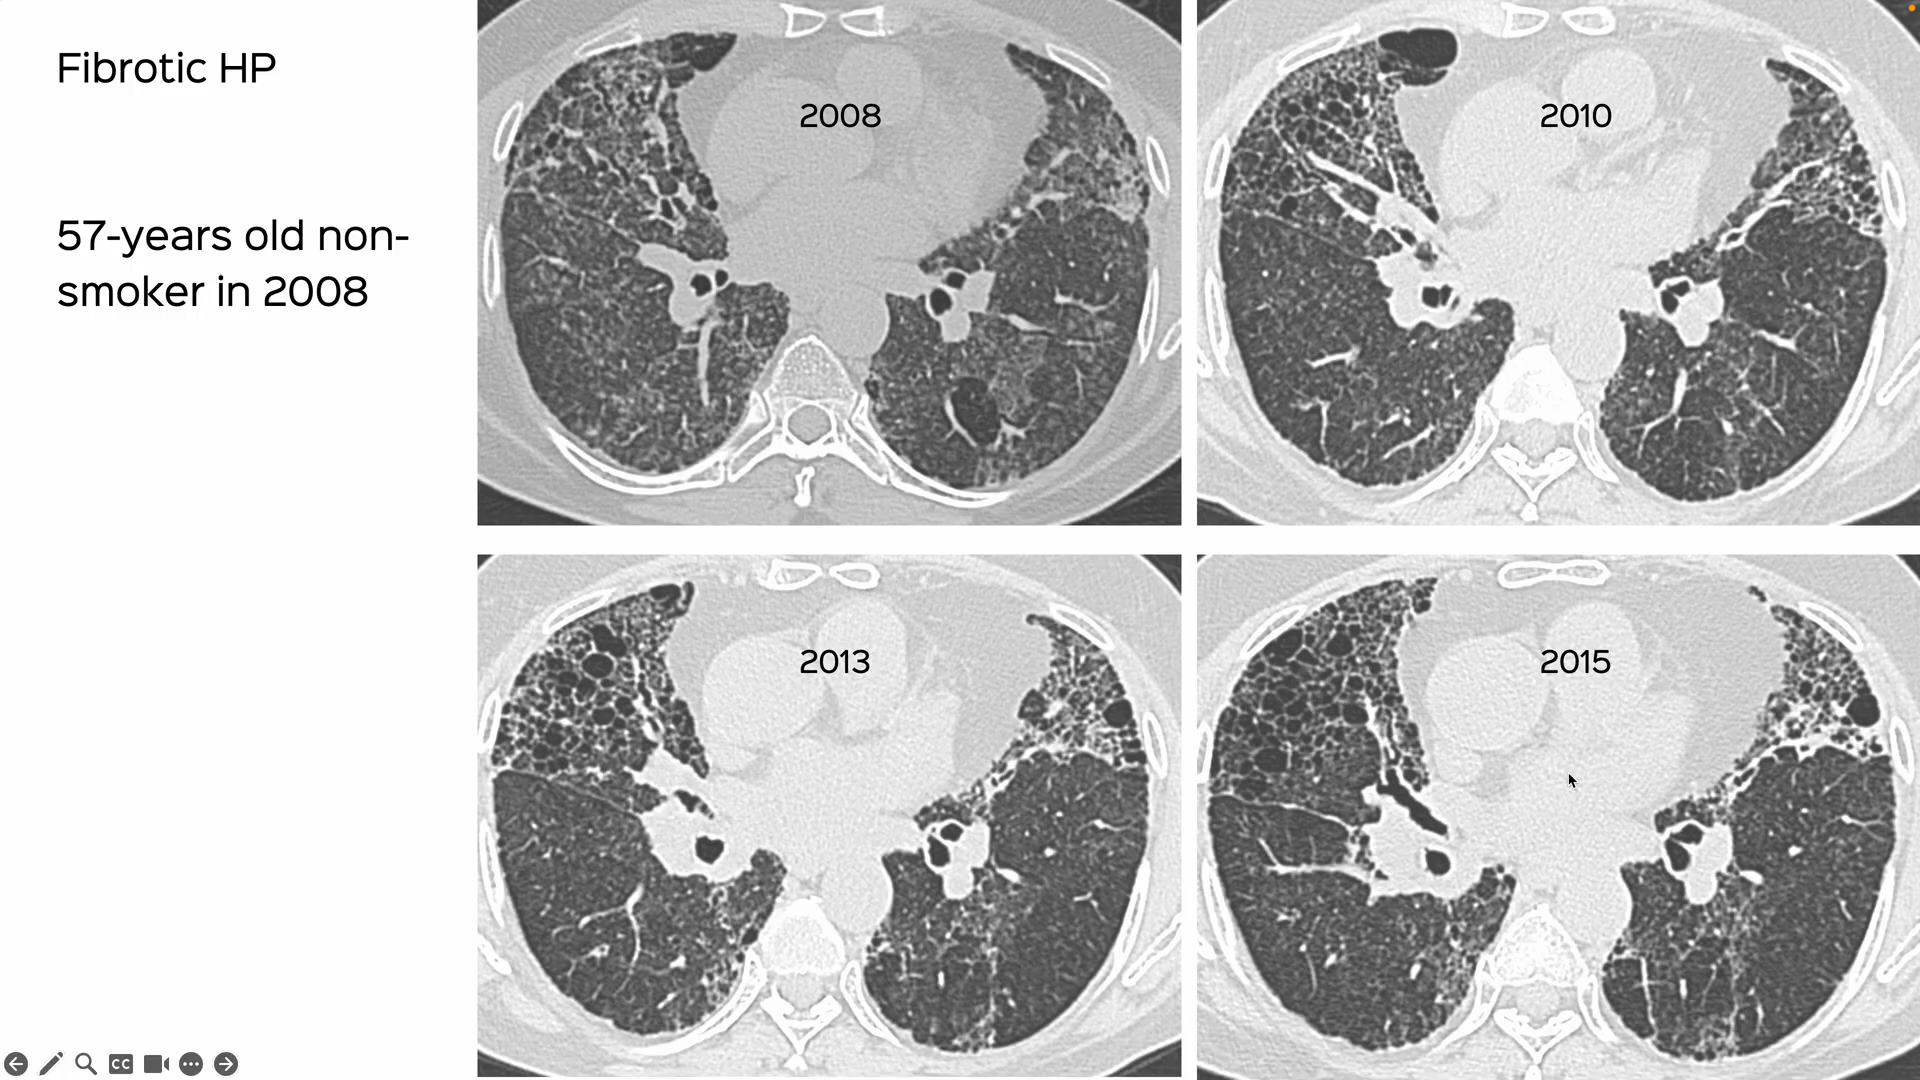 Fibrotic HP
57-years old non-
smoker in 2008
2008
2010
2013
2015
CC